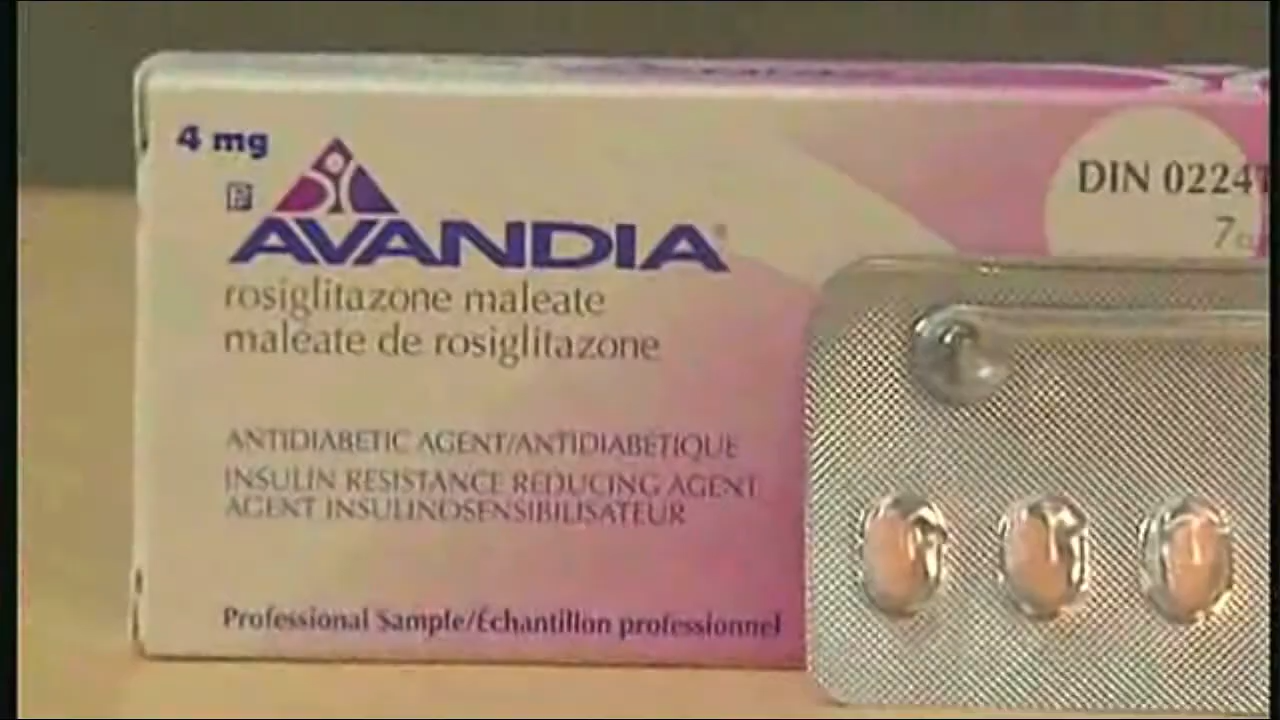 4 mg
AVANDIA
rosiglitazone maleate
maléate de rosiglitazone
ANTIDIABETIC AGENT/ANTIDIABÉTIQUE
INSULIN RESISTANCE REDUCING AGENT
AGENT INSULINOSENSIBILISATEUR
Professional Sample/Échantillon professionnel
DIN 0224
7